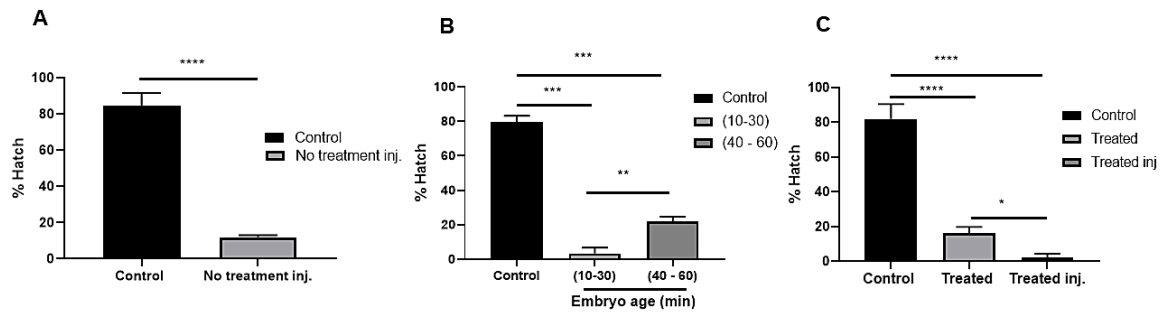 A
****
% Hatch
100
80
60
40
20
0
Control
No treatment inj.
Control
No treatment inj.
B
***
***
**
% Hatch
100
80
60
40
20
0
Control
(10-30)
(40 - 60)
Control
(10-30)
(40 - 60)
Embryo age (min)
C
****
****
*
% Hatch
100
80
60
40
20
0
Control
Treated
Treated inj
Control
Treated
Treated inj.